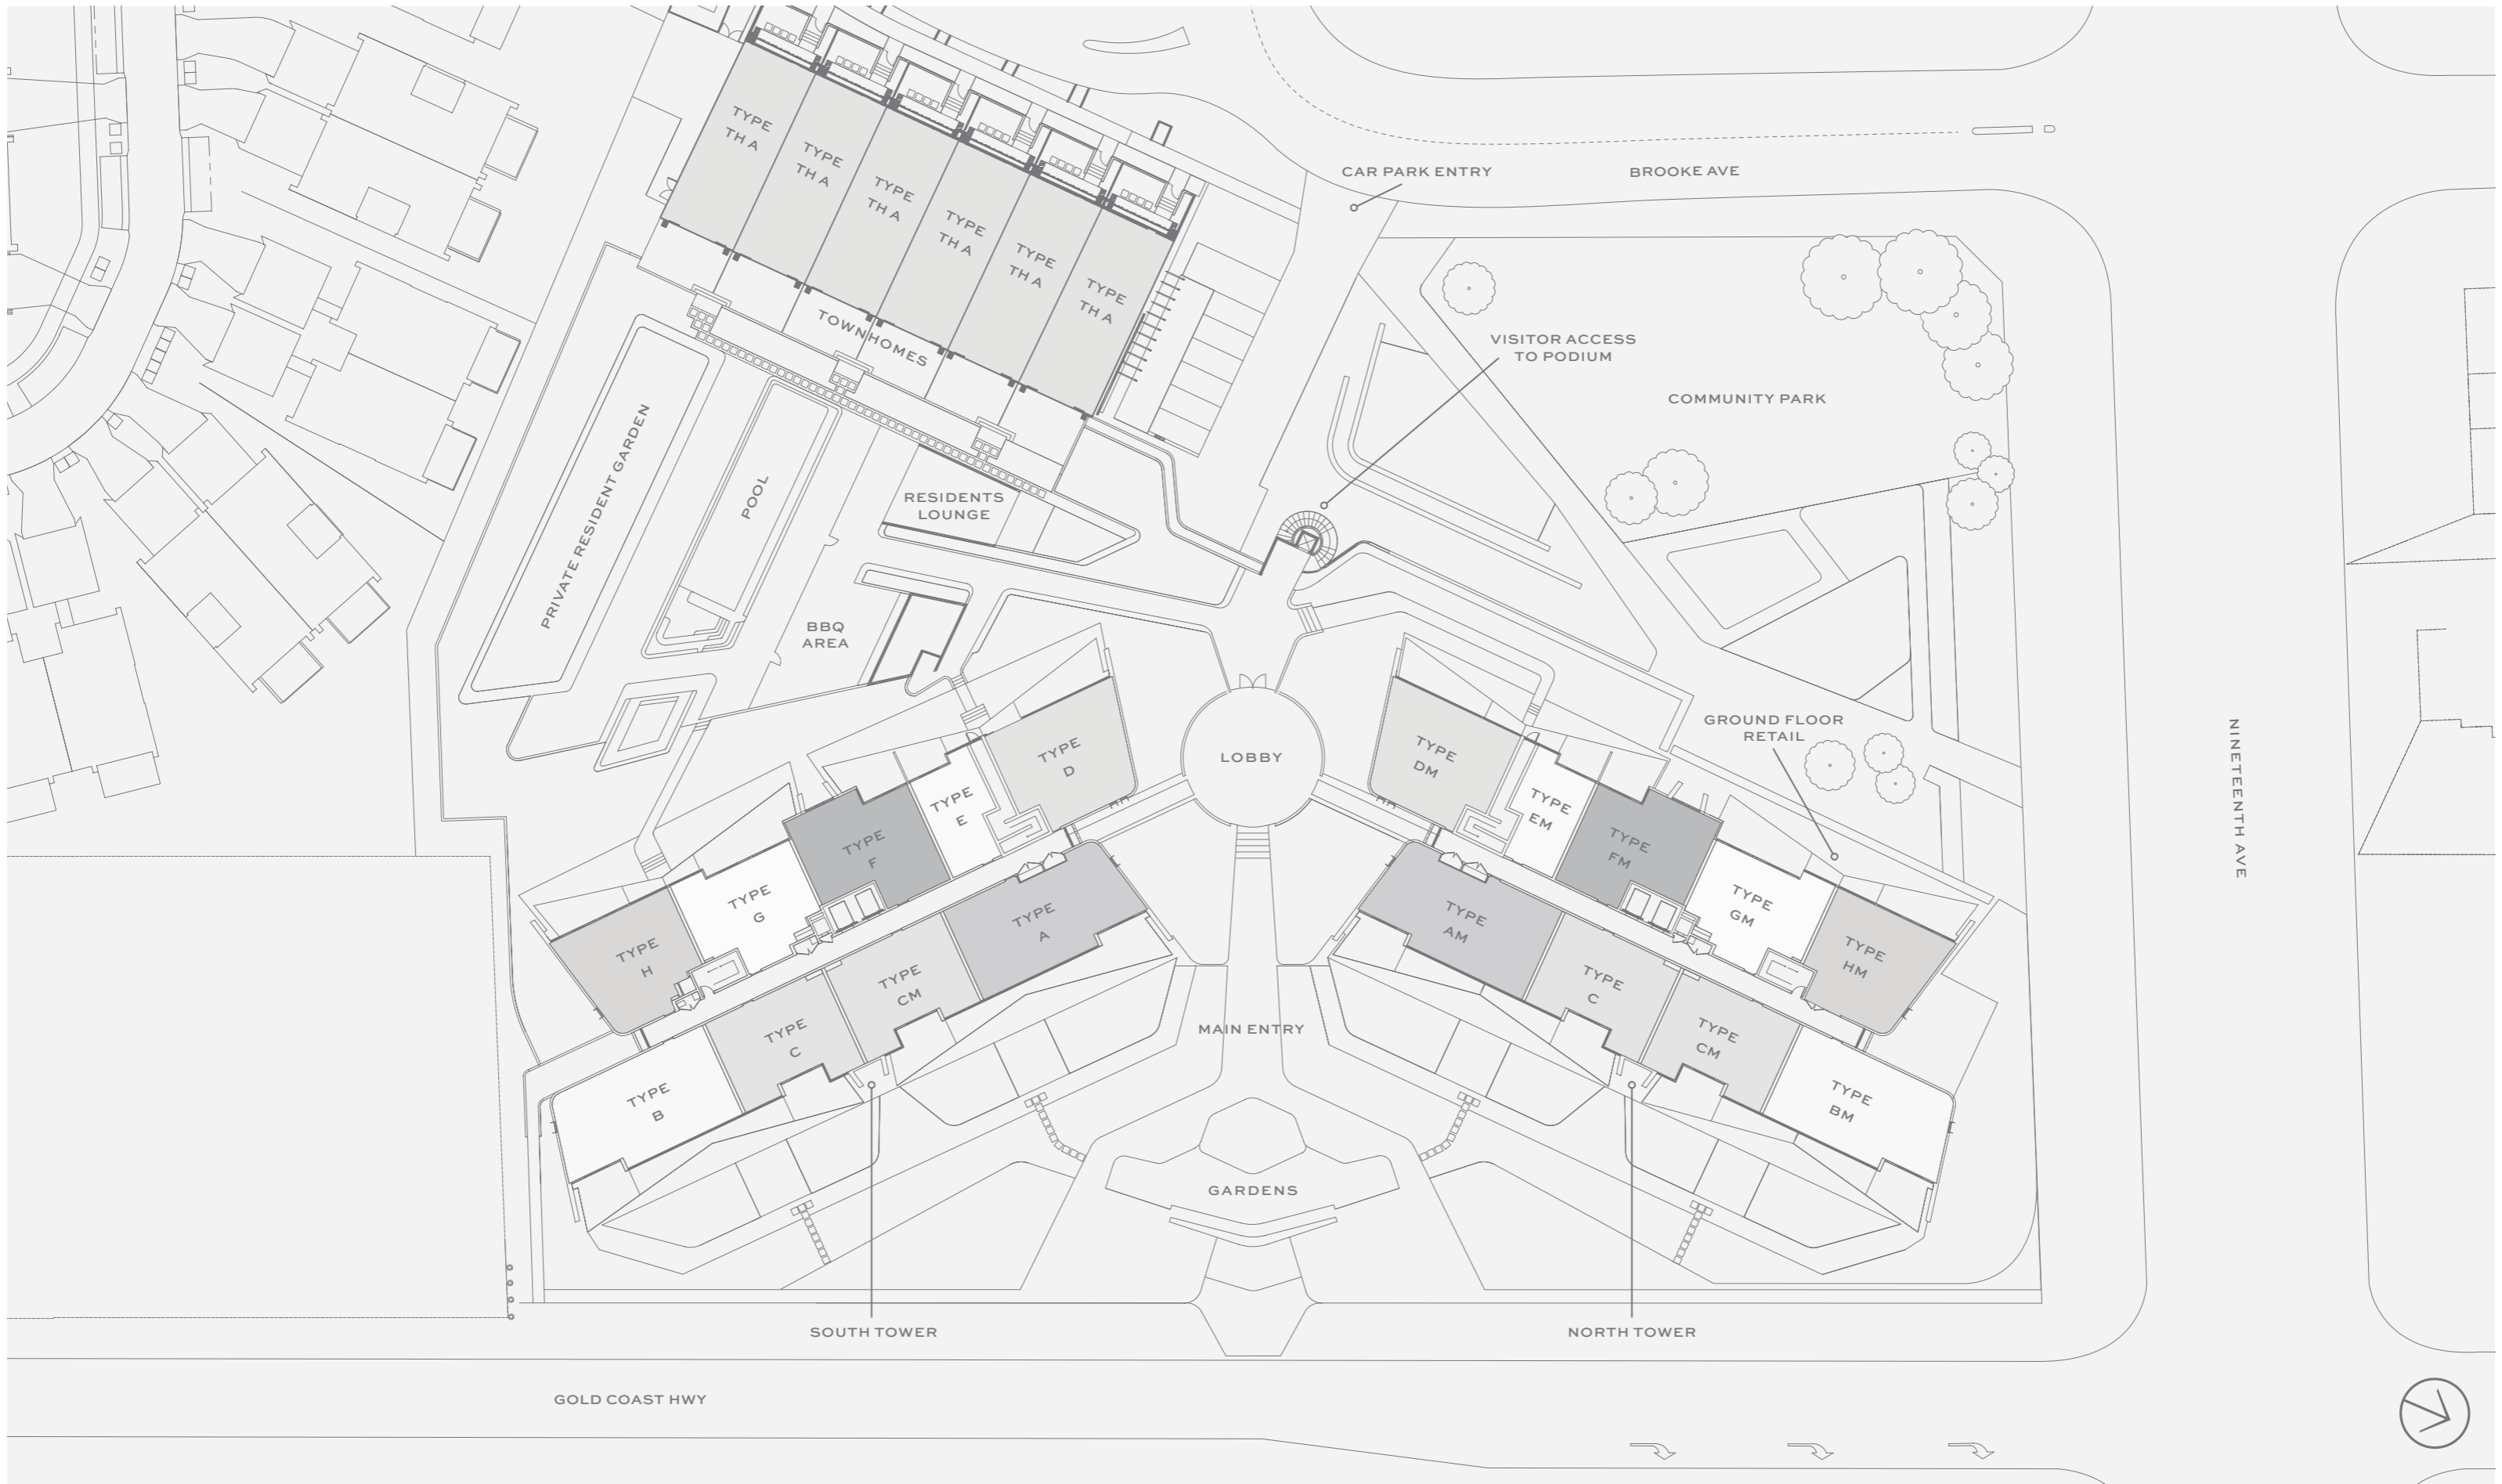 TYPE
TH A
TYPE
TH A
TYPE
TH A
TYPE
TH A
TYPE
TH A
TYPE
TH A
TOWNHOMES
CAR PARK ENTRY
BROOKE AVE
VISITOR ACCESS
TO PODIUM
COMMUNITY PARK
PRIVATE RESIDENT GARDEN
POOL
RESIDENTS
LOUNGE
BBQ
AREA
GROUND FLOOR
RETAIL
NINETEENTH AVE
LOBBY
TYPE
D
TYPE
E
TYPE
F
TYPE
G
TYPE
H
TYPE
A
TYPE
CM
TYPE
C
TYPE
B
TYPE
DM
TYPE
EM
TYPE
FM
TYPE
GM
TYPE
HM
TYPE
AM
TYPE
C
TYPE
CM
TYPE
BM
MAIN ENTRY
GARDENS
SOUTH TOWER
NORTH TOWER
GOLD COAST HWY